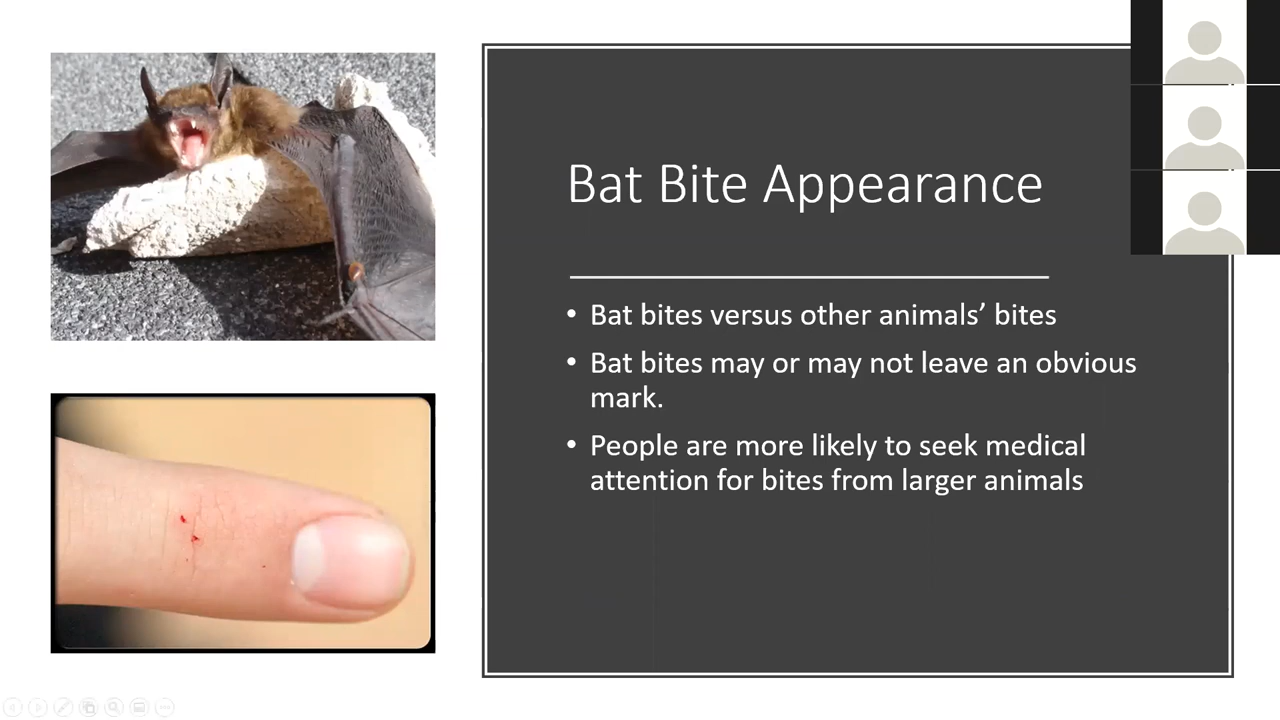 Bat Bite Appearance
• Bat bites versus other animals’ bites
• Bat bites may or may not leave an obvious
mark.
• People are more likely to seek medical
attention for bites from larger animals